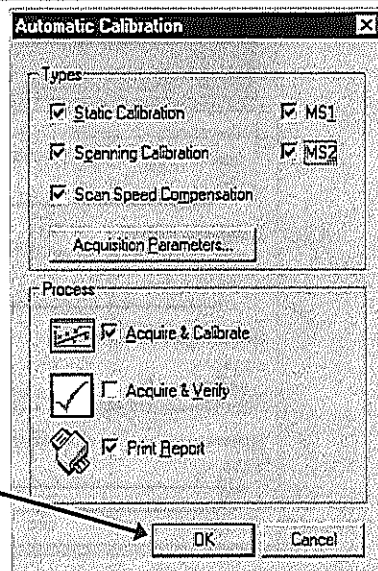 Automatic Calibration
Types
Static Calibration
MS1
Scanning Calibration
MS2
Scan Speed Compensation
Acquisition Parameters...
Process
Acquire & Calibrate
Acquire & Verify
Print Report
OK
Cancel